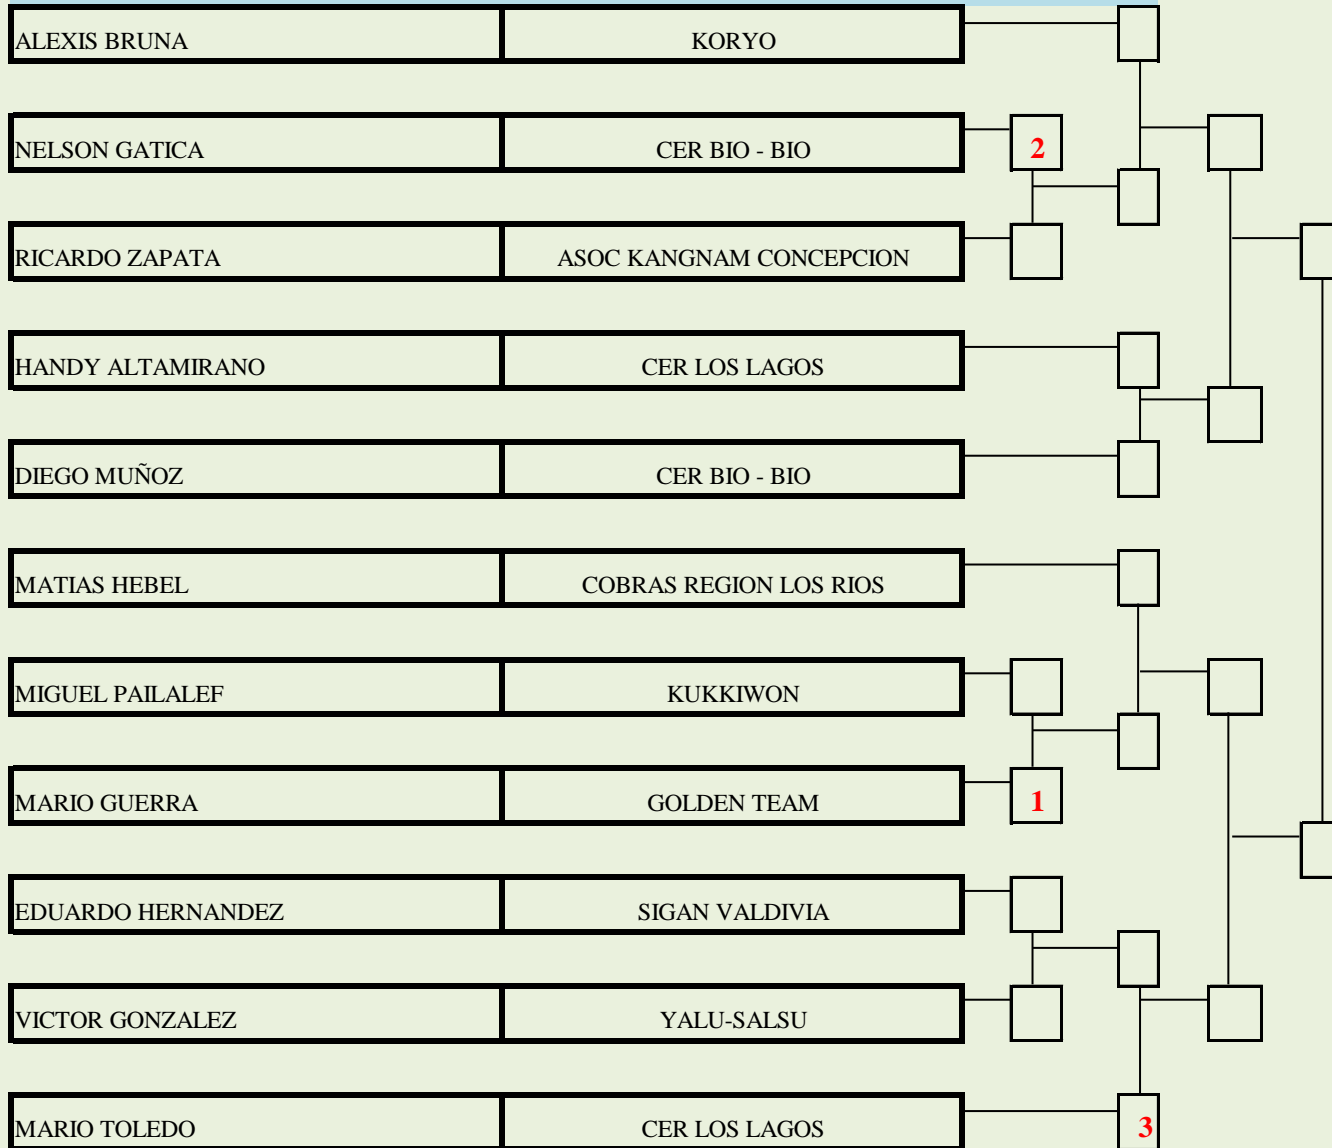 ALEXIS BRUNA KORYO
NELSON GATICA CER BIO - BIO 2
RICARDO ZAPATA ASOC KANGNAM CONCEPCION
HANDY ALTAMIRANO CER LOS LAGOS
DIEGO MUÑOZ CER BIO - BIO
MATIAS HEBEL COBRAS REGION LOS RIOS
MIGUEL PAILALEF KUKKIWON
MARIO GUERRA GOLDEN TEAM 1
EDUARDO HERNANDEZ SIGAN VALDIVIA
VICTOR GONZALEZ YALU-SALSU
MARIO TOLEDO CER LOS LAGOS 3